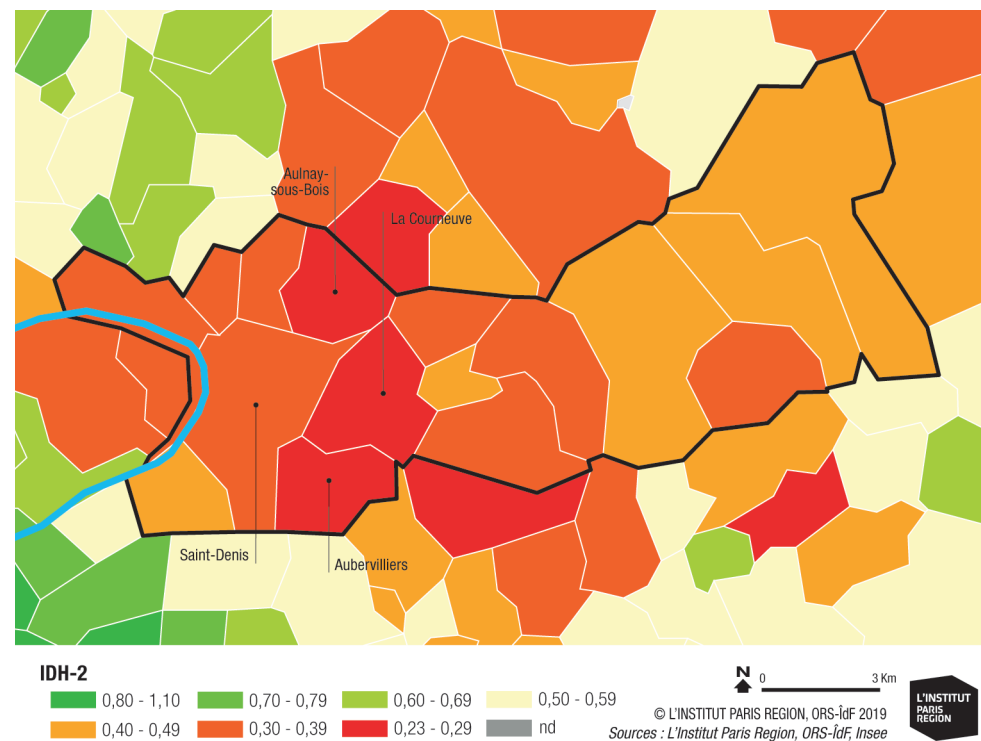 Aulnay-
sous-Bois
La Courneuve
Saint-Denis
Aubervilliers
IDH-2
0,80 - 1,10
0,70 - 0,79
0,60 - 0,69
0,50 - 0,59
0,40 - 0,49
0,30 - 0,39
0,23 - 0,29
nd
N
0
3 Km
© L'INSTITUT PARIS REGION, ORS-ÎdF 2019
Sources : L'Institut Paris Region, ORS-ÎdF, Insee
L'INSTITUT
PARIS
REGION